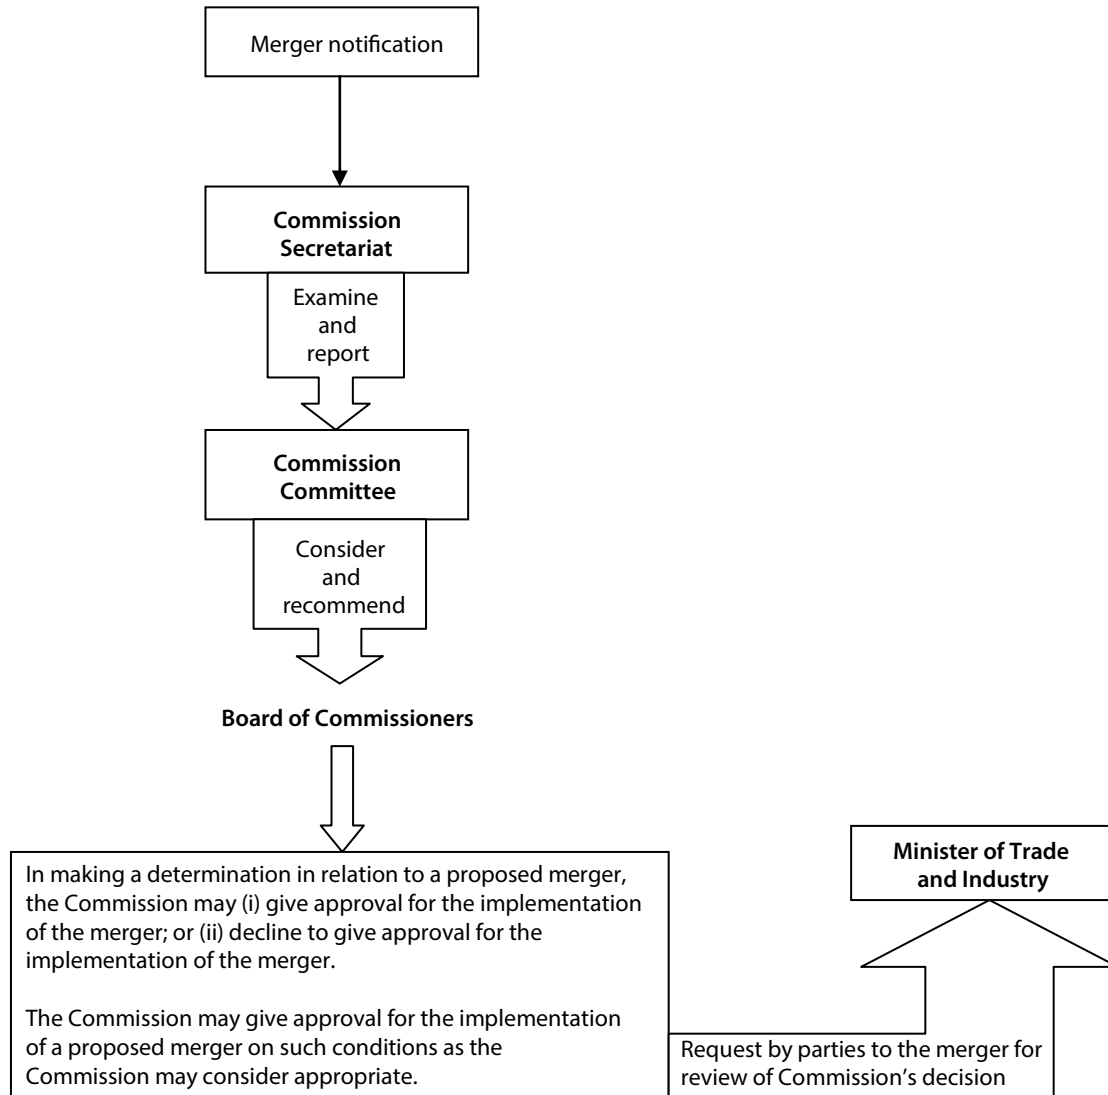 Merger notification
Commission
Secretariat
Examine
and
report
Commission
Committee
Consider
and
recommend
Board of Commissioners
In making a determination in relation to a proposed merger,
the Commission may (i) give approval for the implementation
of the merger; or (ii) decline to give approval for the
implementation of the merger.
The Commission may give approval for the implementation
of a proposed merger on such conditions as the
Commission may consider appropriate.
Minister of Trade
and Industry
Request by parties to the merger for
review of Commission’s decision